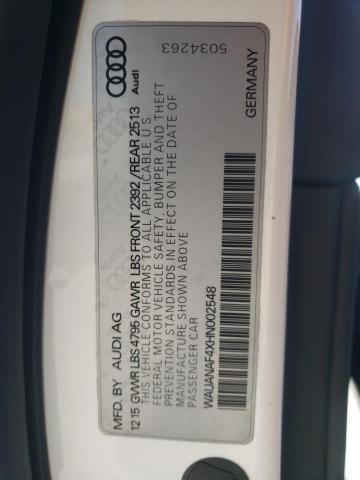 5034263
Audi
MFD. BY AUDI AG
12 15 GVWR LBS 4795 GAWR LBS FRONT 2392 / REAR 2513
THIS VEHICLE CONFORMS TO ALL APPLICABLE U S
FEDERAL MOTOR VEHICLE SAFETY, BUMPER AND THEFT
PREVENTION STANDARDS IN EFFECT ON THE DATE OF
MANUFACTURE SHOWN ABOVE
PASSENGER CAR.
WAUANAF4XHN002548
GERMANY